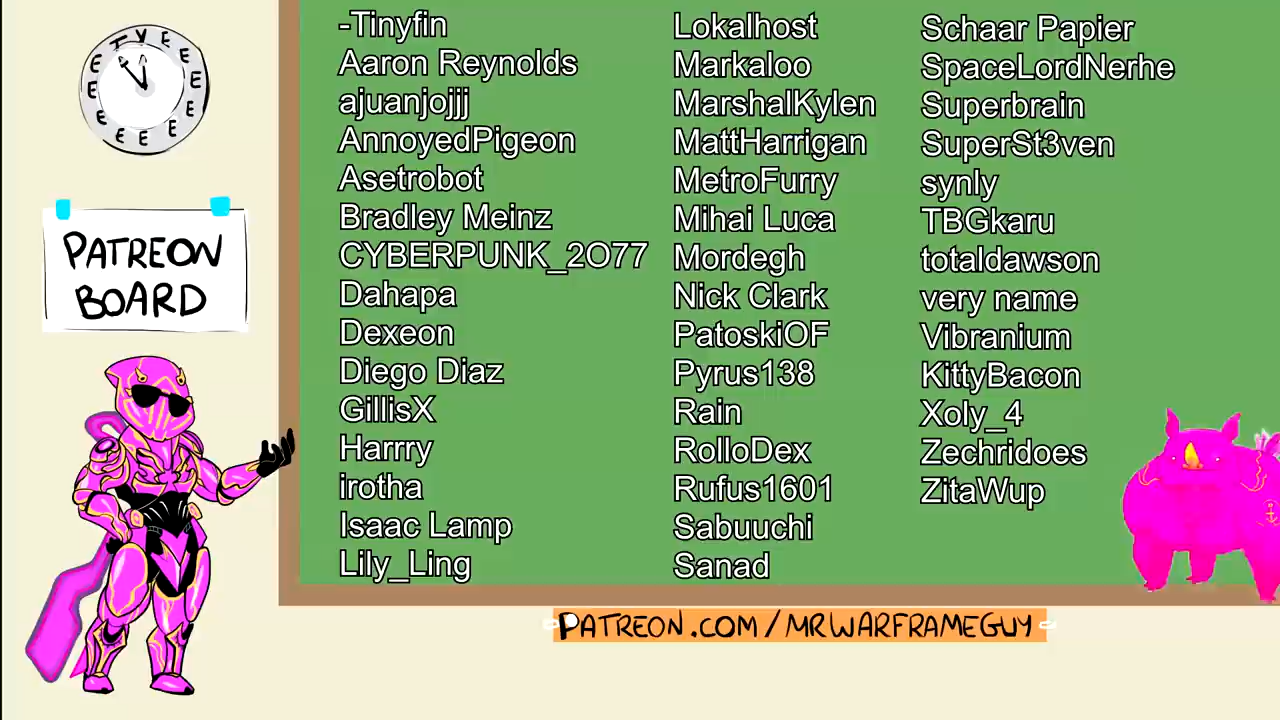 T Y E E E E E E E E E E E E E
PATREON
BOARD
-Tinyfin
Aaron Reynolds
ajuanjojjj
AnnoyedPigeon
Asetrobot
Bradley Meinz
CYBERPUNK_2O77
Dahapa
Dexeon
Diego Diaz
GillisX
Harrry
irotha
Isaac Lamp
Lily_Ling
Lokalhost
Markaloo
MarshalKylen
MattHarrigan
MetroFurry
Mihai Luca
Mordegh
Nick Clark
PatoskiOF
Pyrus138
Rain
RolloDex
Rufus1601
Sabuuchi
Sanad
Schaar Papier
SpaceLordNerhe
Superbrain
SuperSt3ven
synly
TBGkaru
totaldawson
very name
Vibranium
KittyBacon
Xoly_4
Zechridoes
ZitaWup
PATREON.COM/MRWARFRAMEGUY